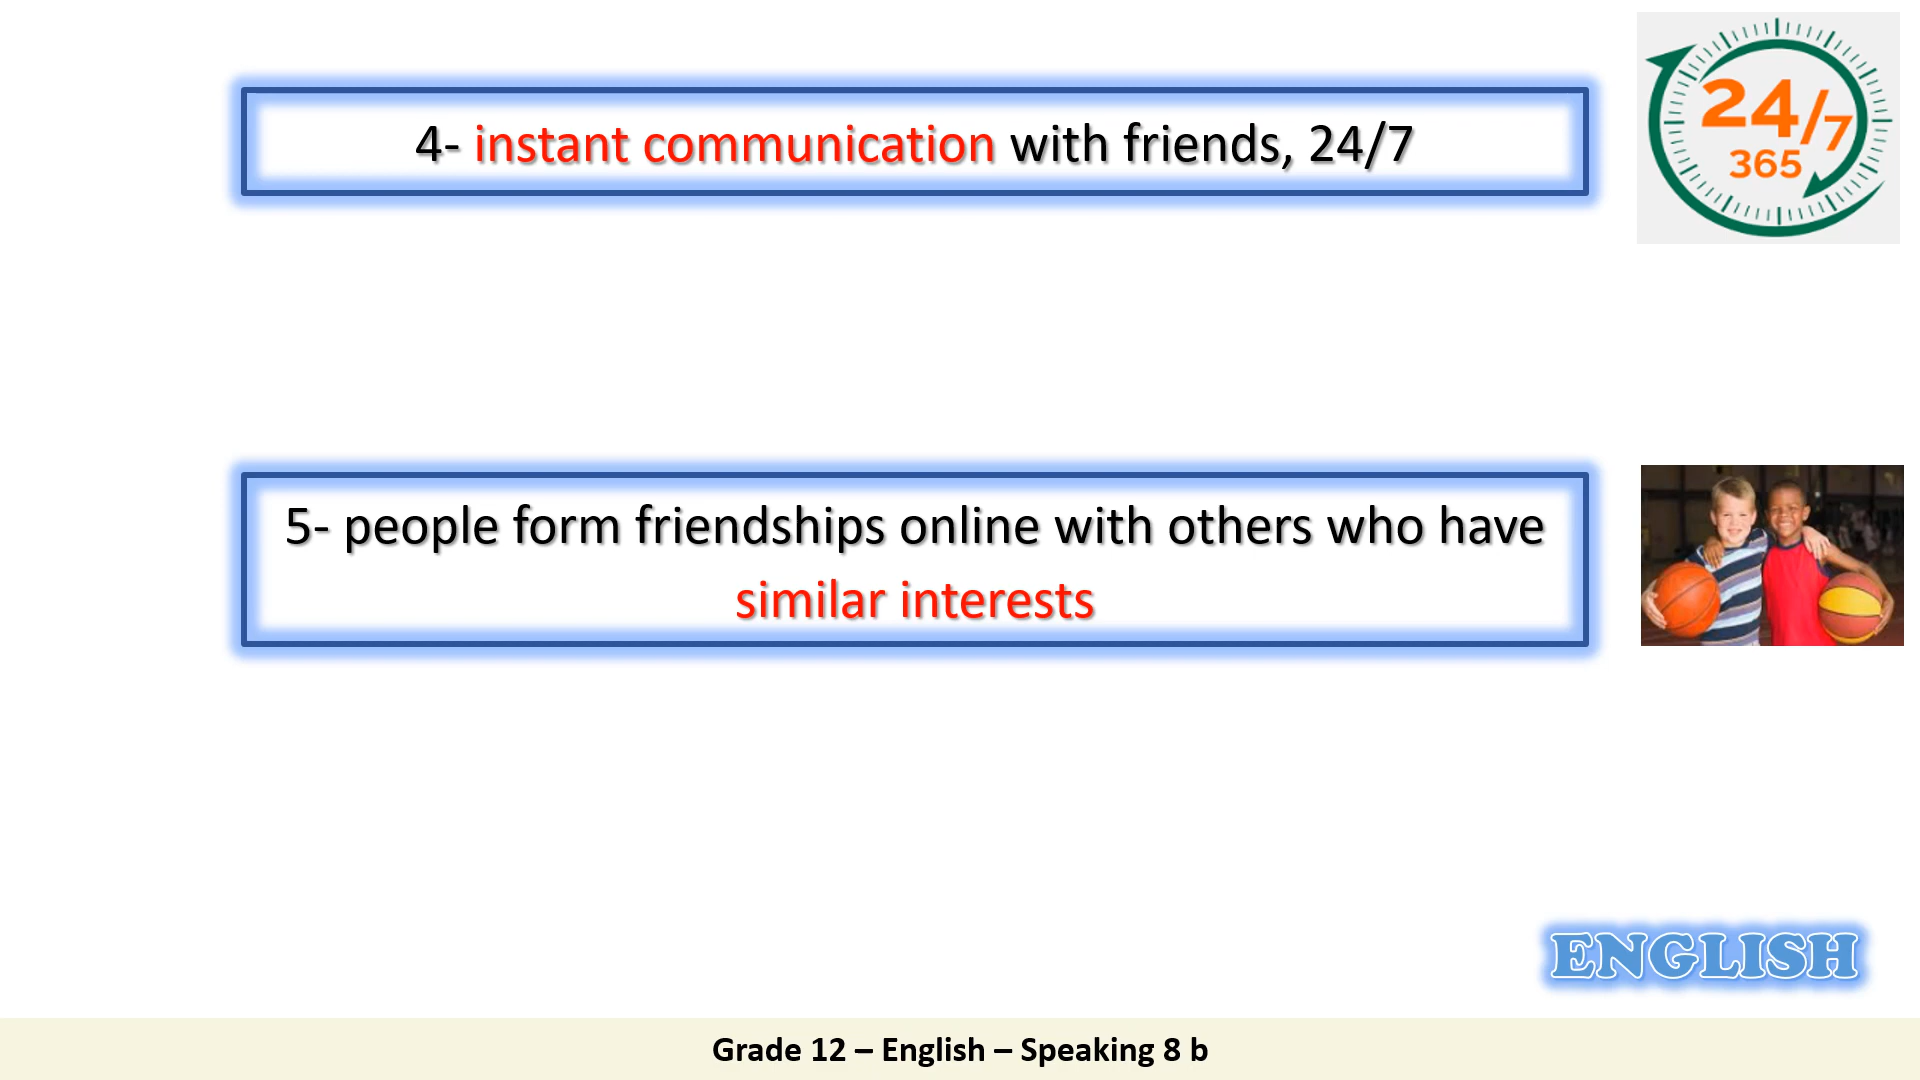 4- instant communication with friends, 24/7
24/7
365
5- people form friendships online with others who have
similar interests
ENGLISH
Grade 12 – English – Speaking 8 b